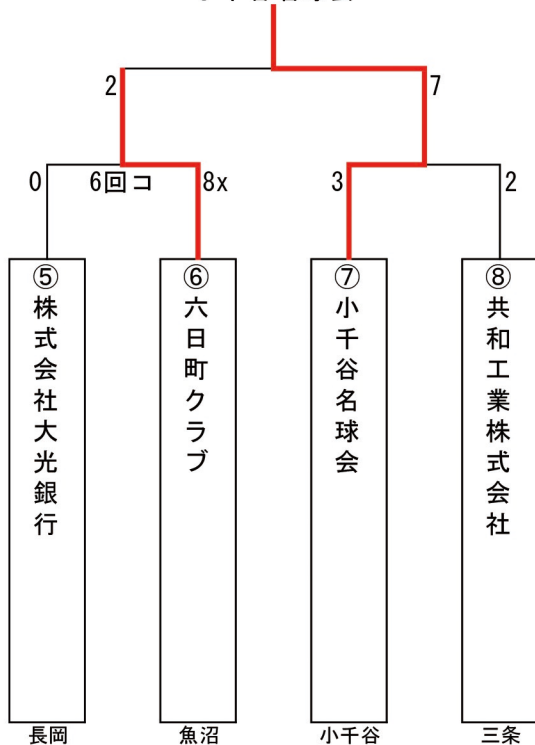 2
7
0
6回コ
8x
3
2
⑤株式会社大光銀行
⑥六日町クラブ
⑦小千谷名球会
⑧共和工業株式会社
長岡
魚沼
小千谷
三条